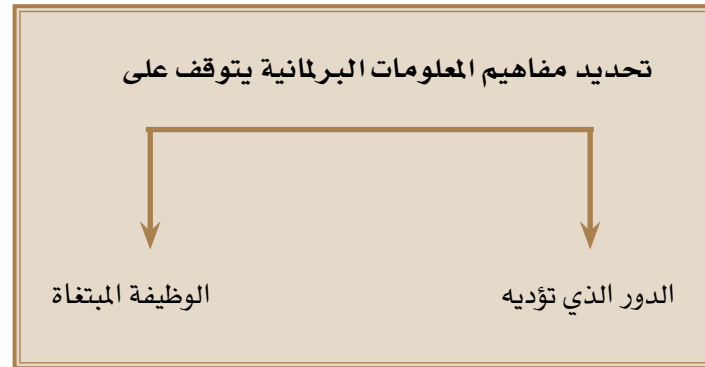 تحديد مفاهيم المعلومات البرلمانية يتوقف على
الدور الذي تؤديه
الوظيفة المبتغاة